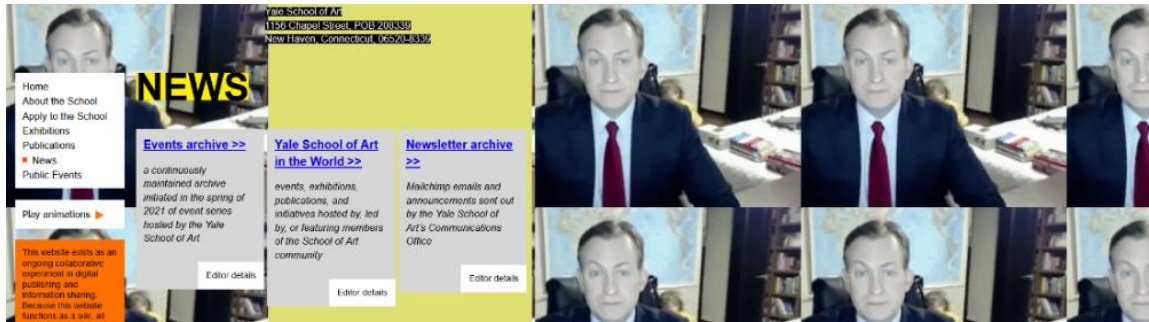 Yale School of Art
1156 Chapel Street, POB 208339
New Haven, Connecticut, 06520-8339
Home
About the School
Apply to the School
Exhibitions
Publications
News
Public Events
Play animations
This website exists as an
ongoing collaborative
experiment in digital
publishing and
information sharing.
Because this website
functions as a wiki, all
NEWS
Events archive >>
a continuously
maintained archive
initiated in the spring of
2021 of event series
hosted by the Yale
School of Art
Editor details
Yale School of Art
in the World >>
events, exhibitions,
publications, and
initiatives hosted by, led
by, or featuring members
of the School of Art
community
Editor details
Newsletter archive
>>
Mailchimp emails and
announcements sent out
by the Yale School of
Art's Communications
Office
Editor details